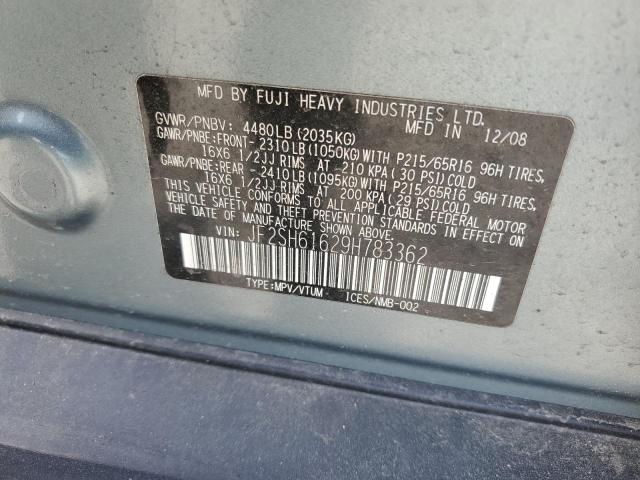 MFD BY FUJI HEAVY INDUSTRIES LTD.
MFD IN 12/08
GVWR/PNBV: 4480LB(2035KG)
GAWR/PNBE:FRONT- 2310LB(1050KG)WITH P215/65R16 96H TIRES,
16X6 1/2JJ RIMS AT 210 KPA(30 PSI)COLD
GAWR/PNBE:REAR - 2410LB(1095KG)WITH P215/65R16 96H TIRES,
16X6 1/2JJ RIMS AT 200 KPA(29 PSI)COLD
THIS VEHICLE CONFORMS TO ALL APPLICABLE FEDERAL MOTOR
VEHICLE SAFETY AND THEFT PREVENTION STANDARDS IN EFFECT ON
THE DATE OF MANUFACTURE SHOWN ABOVE.
VIN: JF2SH61629H783362
TYPE:MPV/VTUM ICES/NMB-002